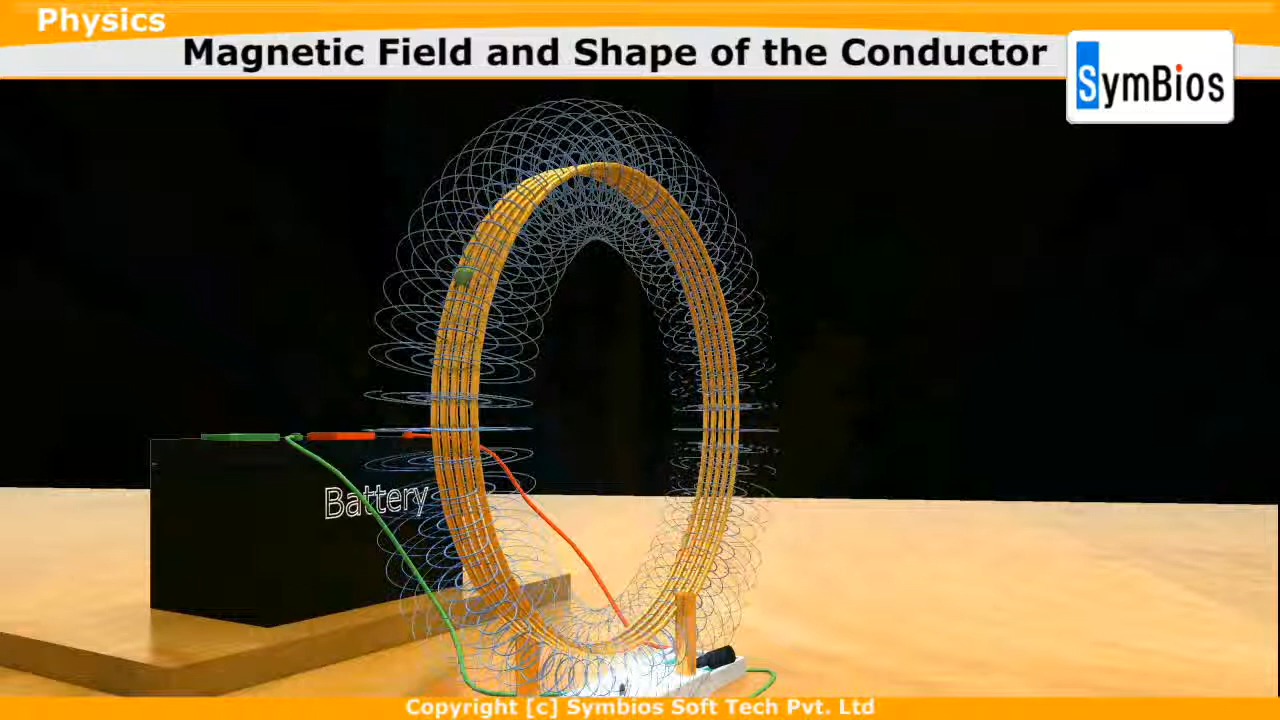 Physics
Magnetic Field and Shape of the Conductor
SymBios
Battery
Copyright [c] Symbios Soft Tech Pvt. Ltd